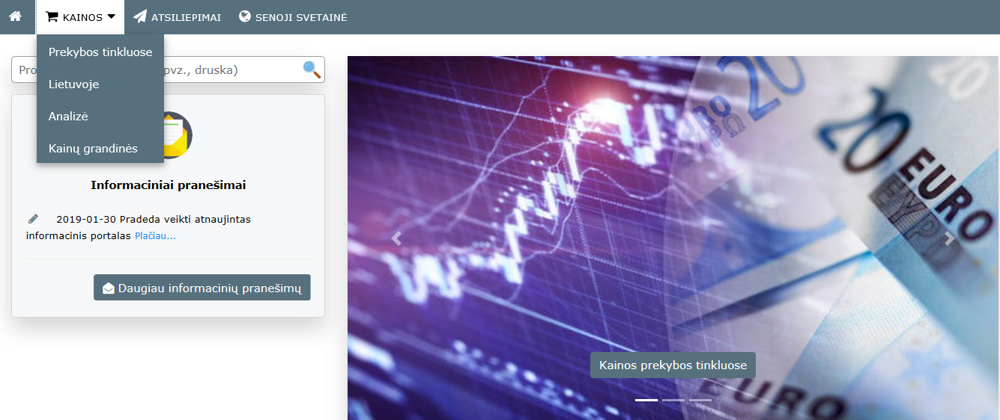 KAINOS
ATSILIEPIMAI
SENOJI SVETAINĖ
Prekybos tinkluose
Lietuvoje
Analizė
Kainų grandinės
Pro
pvz., druska)
Informaciniai pranešimai
2019-01-30 Pradeda veikti atnaujintas
informacinis portalas Plačiau...
Daugiau informacinių pranešimų
20
20
20
EURO
EURO
Kainos prekybos tinkluose